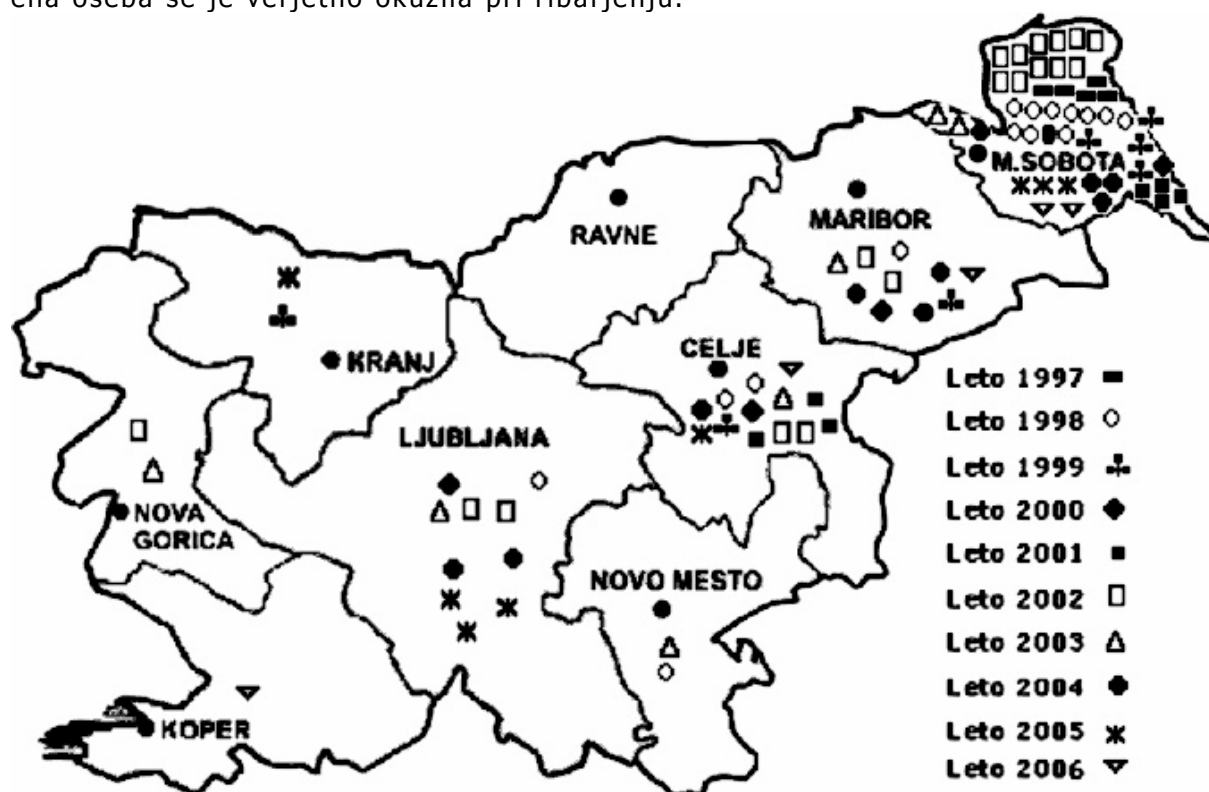 ena oseba se je verjetno okužila pri ribarjenju.
M.SOBOTA
MARIBOR
RAVNE
CELJE
KRANJ
LJUBLJANA
NOVA
GORICA
NOVO MESTO
KOPER
Leto 1997
Leto 1998
Leto 1999
Leto 2000
Leto 2001
Leto 2002
Leto 2003
Leto 2004
Leto 2005
Leto 2006